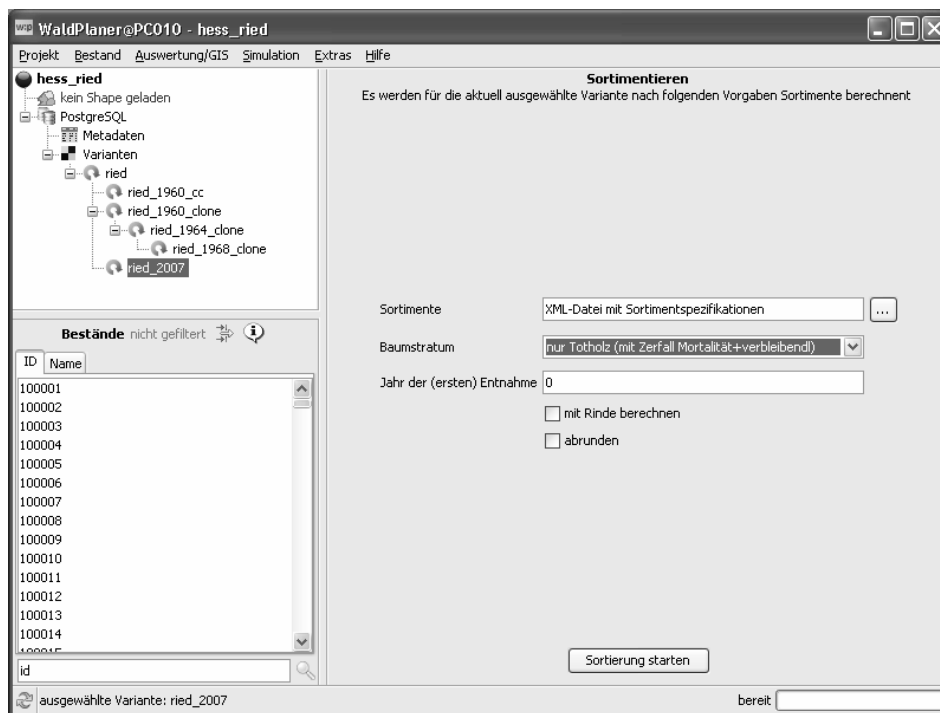 w:p WaldPlaner@PC010 - hess_ried
Projekt Bestand Auswertung/GIS Simulation Extras Hilfe
hess_ried
kein Shape geladen
PostgreSQL
Metadaten
Varianten
ried
ried_1960_cc
ried_1960_clone
ried_1964_clone
ried_1968_clone
ried_2007
Bestände nicht gefiltert
ID Name
100001
100002
100003
100004
100005
100006
100007
100008
100009
100010
100011
100012
100013
100014
100015
id
Sortimentieren
Es werden für die aktuell ausgewählte Variante nach folgenden Vorgaben Sortimente berechnent
Sortimente XML-Datei mit Sortimentspezifikationen ...
Baumstratum nur Totholz (mit Zerfall Mortalität+verbleibendl)
Jahr der (ersten) Entnahme 0
mit Rinde berechnen
abrunden
Sortierung starten
ausgewählte Variante: ried_2007 bereit